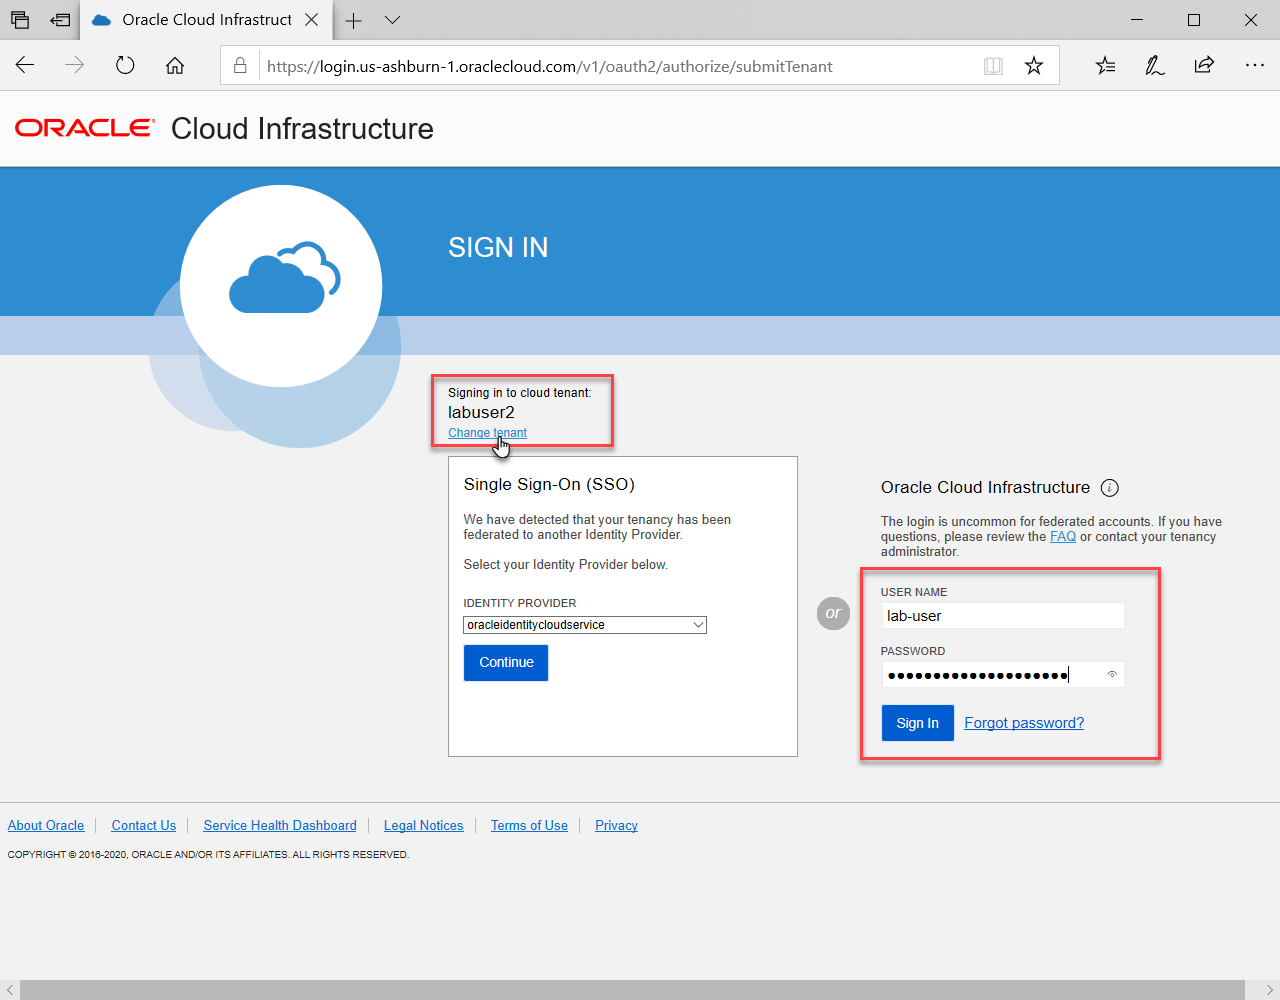 Oracle Cloud Infrastruct
https://login.us-ashburn-1.oraclecloud.com/v1/oauth2/authorize/submitTenant
ORACLE Cloud Infrastructure
SIGN IN
Signing in to cloud tenant:
labuser2
Change tenant
Single Sign-On (SSO)
We have detected that your tenancy has been
federated to another Identity Provider.
Select your Identity Provider below.
IDENTITY PROVIDER
oracleidentitycloudservice
Continue
or
Oracle Cloud Infrastructure i
The login is uncommon for federated accounts. If you have
questions, please review the FAQ or contact your tenancy
administrator.
USER NAME
lab-user
PASSWORD
●●●●●●●●●●●●●●●●●●●●
Sign In Forgot password?
About Oracle Contact Us Service Health Dashboard Legal Notices Terms of Use Privacy
COPYRIGHT © 2016-2020, ORACLE AND/OR ITS AFFILIATES. ALL RIGHTS RESERVED.